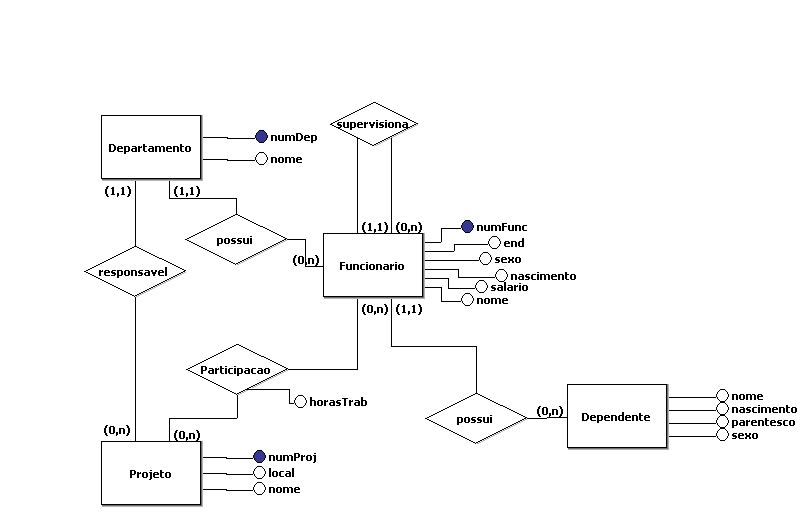 supervisiona
Departamento
numDep
nome
(1,1)
(1,1)
possui
(1,1)
(0,n)
numFunc
end
sexo
nascimento
salario
nome
(0,n)
Funcionario
responsavel
(0,n)
(1,1)
Participacao
horasTrab
possui
(0,n)
Dependente
nome
nascimento
parentesco
sexo
(0,n)
(0,n)
Projeto
numProj
local
nome